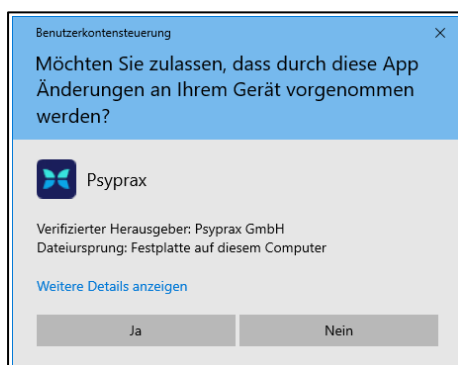 Benutzerkontensteuerung
Möchten Sie zulassen, dass durch diese App
Änderungen an Ihrem Gerät vorgenommen
werden?
Psyprax
Verifizierter Herausgeber: Psyprax GmbH
Dateiursprung: Festplatte auf diesem Computer
Weitere Details anzeigen
Ja
Nein